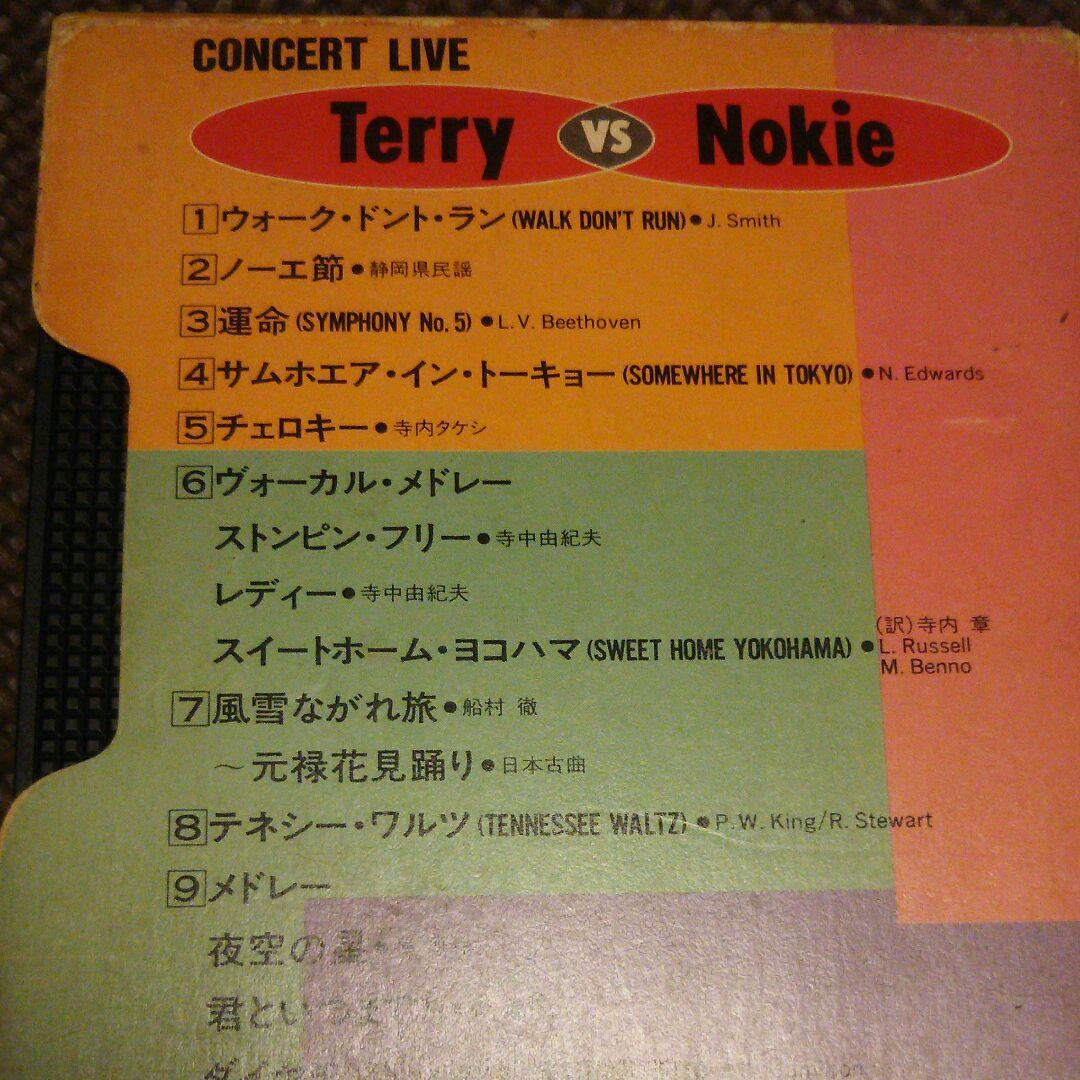 CONCERT LIVE
Terry VS Nokie
1 ウォーク・ドント・ラン (WALK DON'T RUN)●J. Smith
2 ノーエ節●静岡県民謡
3 運命 (SYMPHONY No. 5) ●L.V. Beethoven
4 サムホエア・イン・トーキョー (SOMEWHERE IN TOKYO) ●N. Edwards
5 チェロキー●寺内タケシ
6 ヴォーカル・メドレー
ストンピン・フリー●寺中由紀夫
レディー●寺中由紀夫
(訳)寺内 章
スイートホーム・ヨコハマ (SWEET HOME YOKOHAMA) ●L. Russell
M. Benno
7 風雪ながれ旅●船村 徹
～元禄花見踊り●日本古曲
8 テネシー・ワルツ (TENNESSEE WALTZ) ●P.W. King/R. Stewart
9 メドレー
夜空の星
君といつ